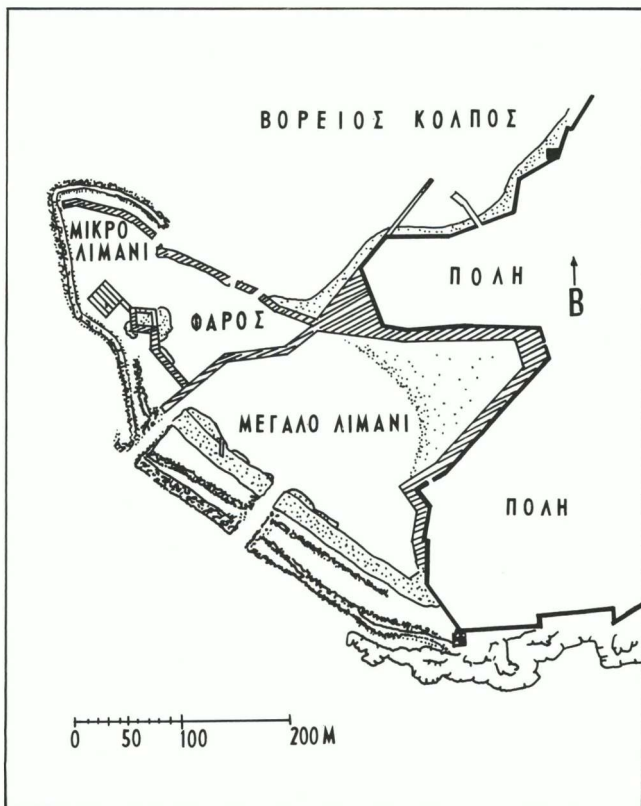 ΒΟΡΕΙΟΣ ΚΟΛΠΟΣ
ΜΙΚΡΟ
ΛΙΜΑΝΙ
ΠΟΛΗ
Β
ΦΑΡΟΣ
ΜΕΓΑΛΟ ΛΙΜΑΝΙ
ΠΟΛΗ
0 50 100 200 Μ